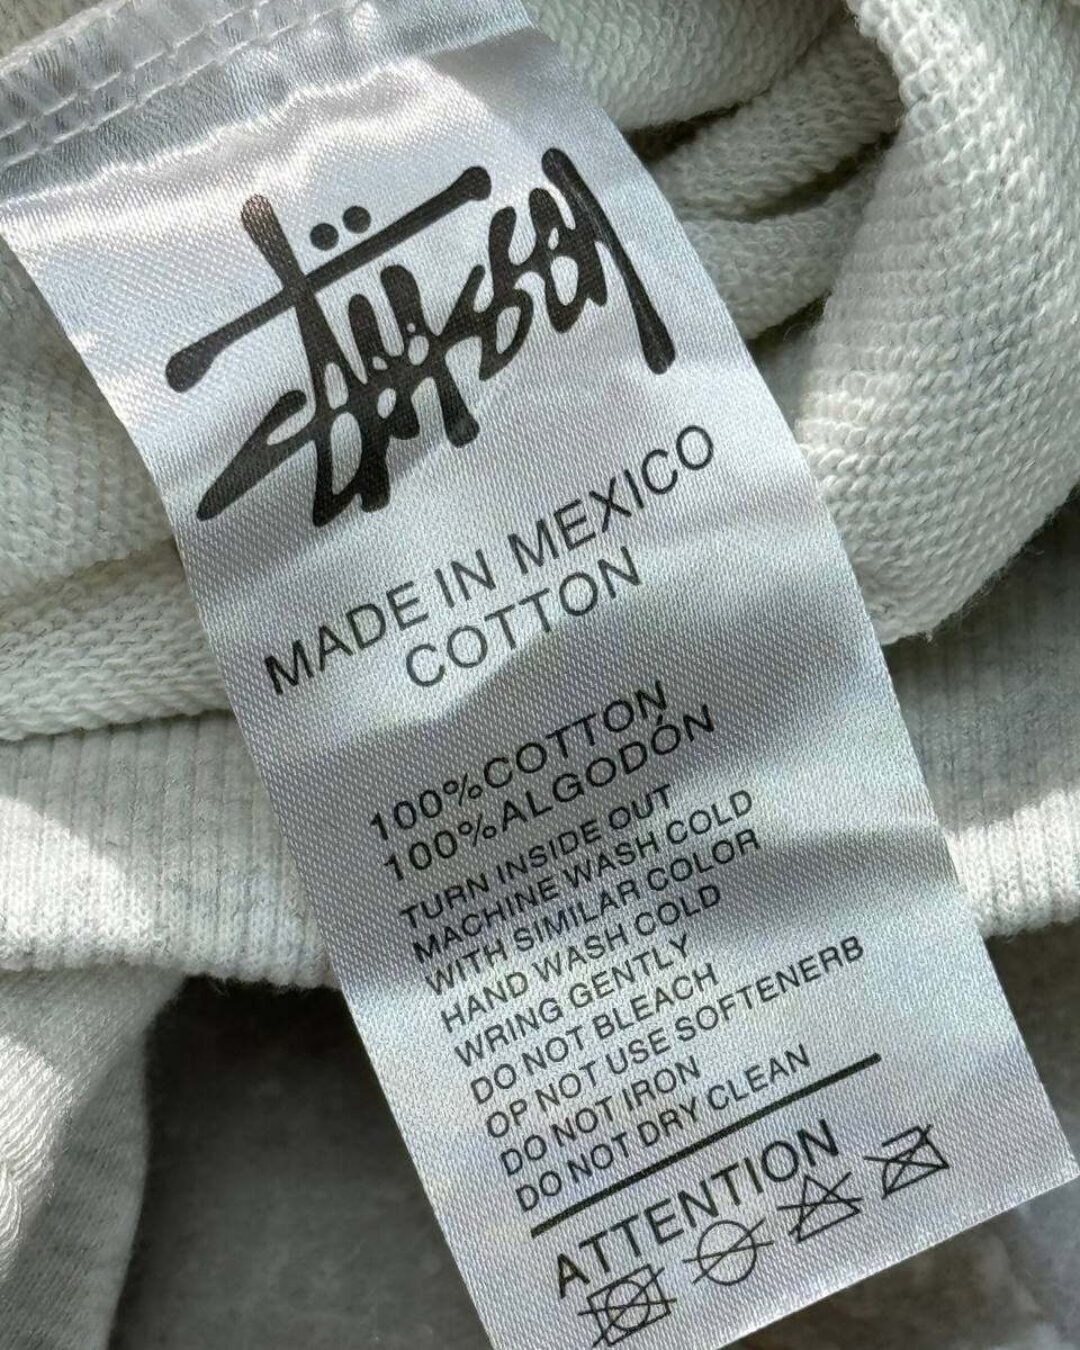 Stüssy
MADE IN MEXICO
COTTON
100%COTTON
100%ALGODÓN
TURN INSIDE OUT
MACHINE WASH COLD
WITH SIMILAR COLOR
HAND WASH COLD
WRING GENTLY
DO NOT BLEACH
OP NOT USE SOFTENERB
DO NOT IRON
DO NOT DRY CLEAN
ATTENTION